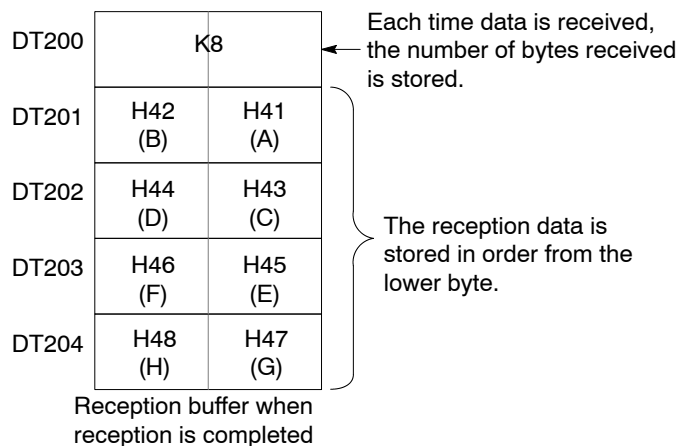 DT200 K8
Each time data is received,
the number of bytes received
is stored.
DT201 H42 H41
(B) (A)
DT202 H44 H43
(D) (C)
The reception data is
stored in order from the
lower byte.
DT203 H46 H45
(F) (E)
DT204 H48 H47
(H) (G)
Reception buffer when
reception is completed